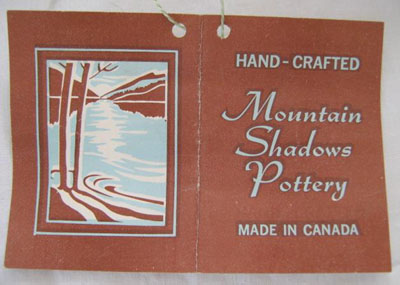 HAND-CRAFTED
Mountain
Shadows
Pottery
MADE IN CANADA